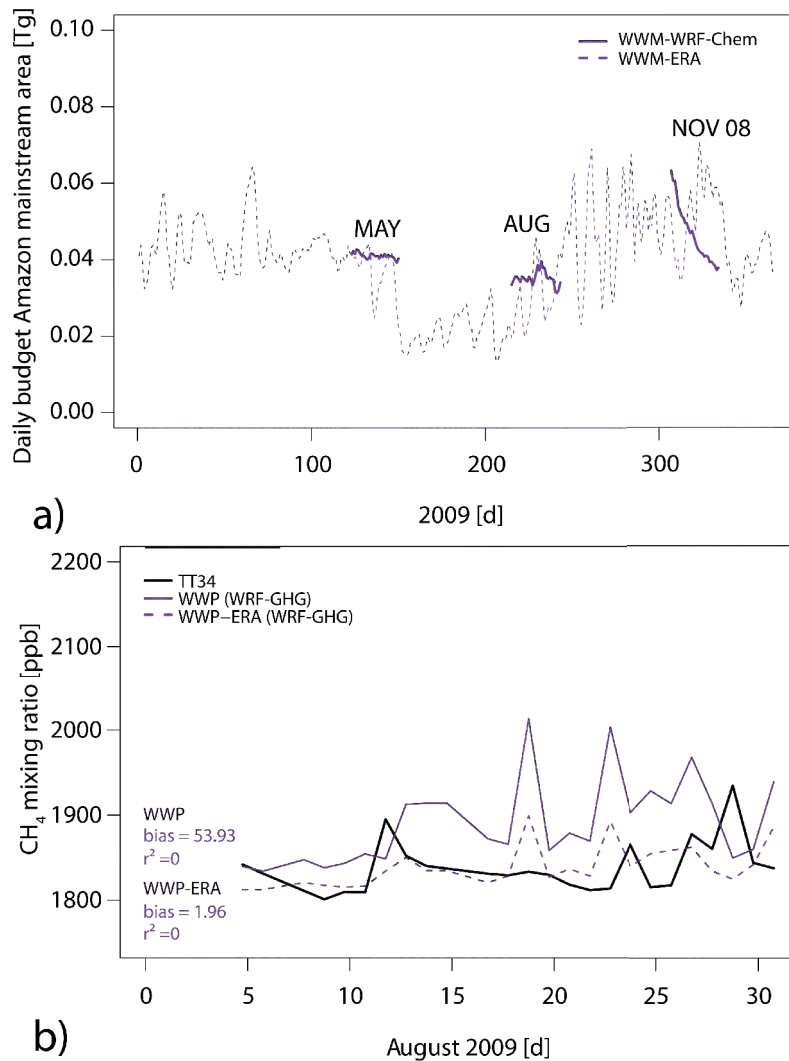 Daily budget Amazon mainstream area [Tg]
0.10
0.08
0.06
0.04
0.02
0.00
WWM-WRF-Chem
WWM-ERA
MAY
AUG
NOV 08
0 100 200 300
2009 [d]
a)
CH₄ mixing ratio [ppb]
2200
2100
2000
1900
1800
TT34
WWP (WRF-GHG)
WWP–ERA (WRF-GHG)
WWP
bias = 53.93
r² =0
WWP-ERA
bias = 1.96
r² =0
0 5 10 15 20 25 30
August 2009 [d]
b)